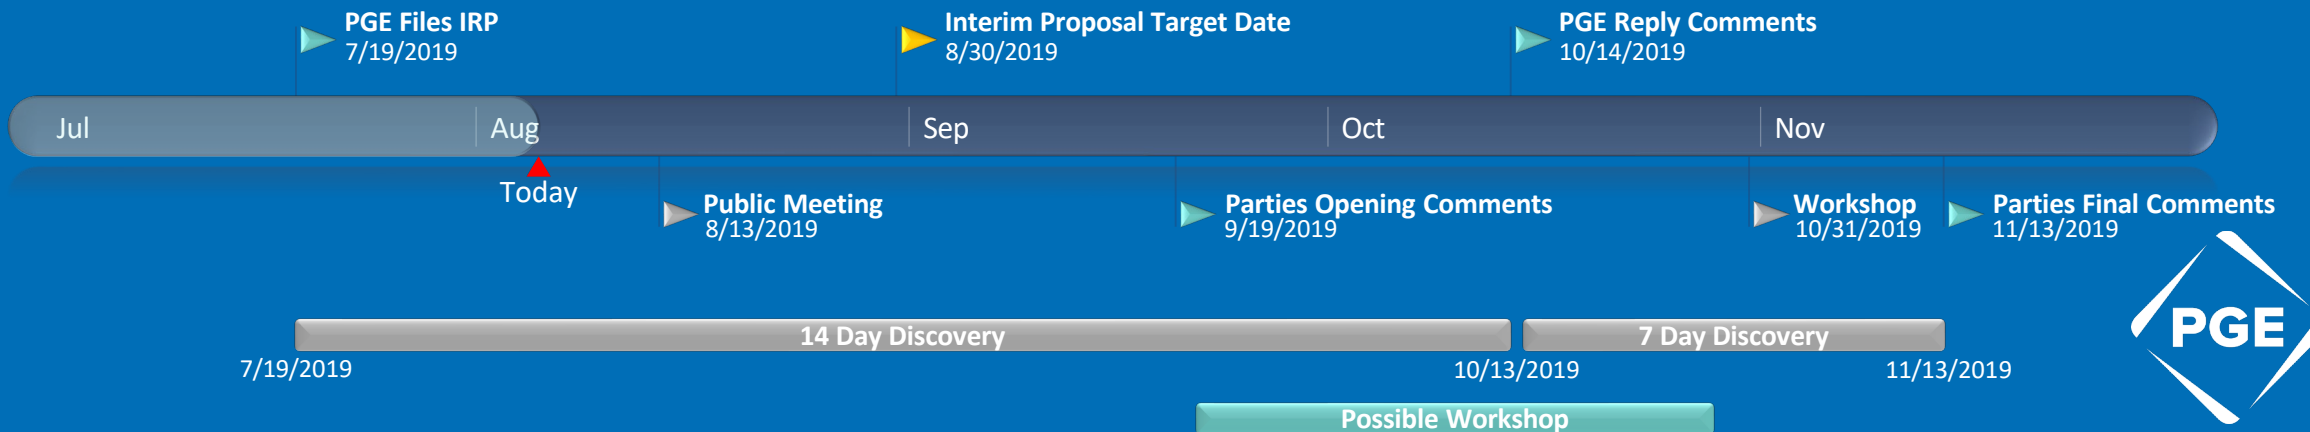 PGE Files IRP
7/19/2019
Interim Proposal Target Date
8/30/2019
PGE Reply Comments
10/14/2019
Jul
Aug
Sep
Oct
Nov
Today
Public Meeting
8/13/2019
Parties Opening Comments
9/19/2019
Workshop
10/31/2019
Parties Final Comments
11/13/2019
PGE
14 Day Discovery
7 Day Discovery
7/19/2019
10/13/2019
11/13/2019
Possible Workshop